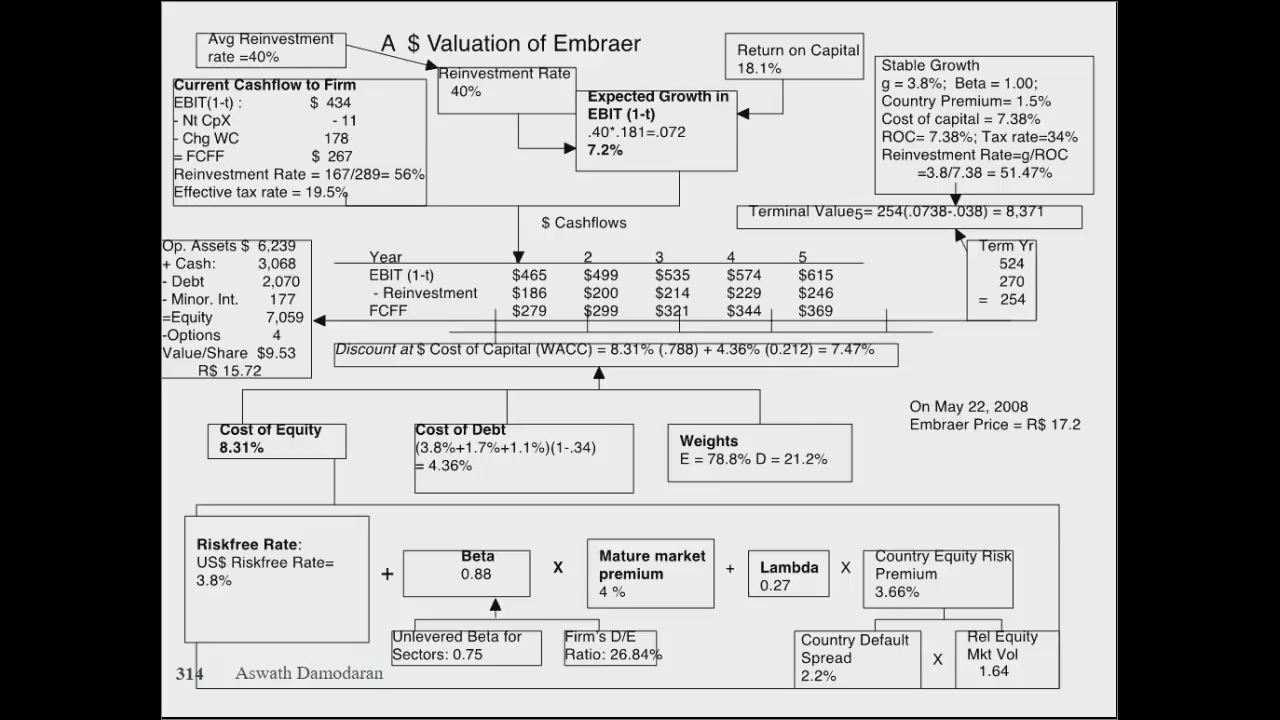 A $ Valuation of Embraer
Avg Reinvestment
rate =40%
Reinvestment Rate
40%
Return on Capital
18.1%
Expected Growth in
EBIT (1-t)
.40*.181=.072
7.2%
Stable Growth
g = 3.8%; Beta = 1.00;
Country Premium= 1.5%
Cost of capital = 7.38%
ROC= 7.38%; Tax rate=34%
Reinvestment Rate=g/ROC
=3.8/7.38 = 51.47%
Current Cashflow to Firm
EBIT(1-t) : $ 434
- Nt CpX - 11
- Chg WC 178
= FCFF $ 267
Reinvestment Rate = 167/289= 56%
Effective tax rate = 19.5%
Terminal Value5= 254(.0738-.038) = 8,371
$ Cashflows
Op. Assets $ 6,239
+ Cash: 3,068
- Debt 2,070
- Minor. Int. 177
=Equity 7,059
-Options 4
Value/Share $9.53
R$ 15.72
Year 2 3 4 5
EBIT (1-t) $465 $499 $535 $574 $615
- Reinvestment $186 $200 $214 $229 $246
FCFF $279 $299 $321 $344 $369
Term Yr
524
270
= 254
Discount at $ Cost of Capital (WACC) = 8.31% (.788) + 4.36% (0.212) = 7.47%
On May 22, 2008
Embraer Price = R$ 17.2
Cost of Equity
8.31%
Cost of Debt
(3.8%+1.7%+1.1%)(1-.34)
= 4.36%
Weights
E = 78.8% D = 21.2%
Riskfree Rate:
US$ Riskfree Rate=
3.8%
+
Beta
0.88
X
Mature market
premium
4 %
+
Lambda
0.27
X
Country Equity Risk
Premium
3.66%
Unlevered Beta for
Sectors: 0.75
Firm's D/E
Ratio: 26.84%
Country Default
Spread
2.2%
X
Rel Equity
Mkt Vol
1.64
314 Aswath Damodaran